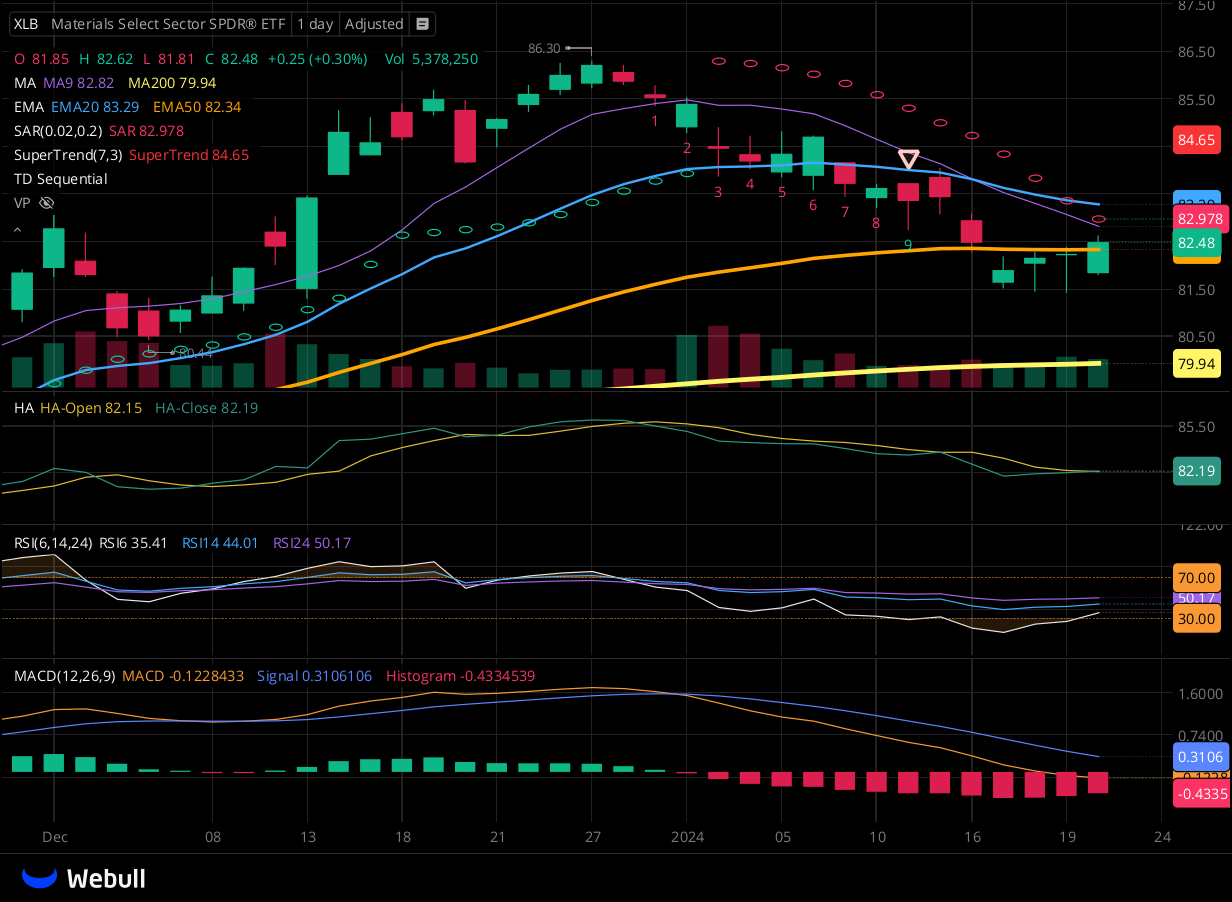 87.50
XLB Materials Select Sector SPDR® ETF 1 day Adjusted
86.30
86.50
O 81.85 H 82.62 L 81.81 C 82.48 +0.25 (+0.30%) Vol 5,378,250
MA MA9 82.82 MA200 79.94
85.50
EMA EMA20 83.29 EMA50 82.34
1
SAR(0.02,0.2) SAR 82.978
84.65
2
SuperTrend(7,3) SuperTrend 84.65
TD Sequential
3 4 5 6 7 8 9
VP
83.29
82.978
82.48
81.50
80.50
80.44
79.94
HA HA-Open 82.15 HA-Close 82.19
85.50
82.19
122.00
RSI(6,14,24) RSI6 35.41 RSI14 44.01 RSI24 50.17
70.00
50.17
30.00
MACD(12,26,9) MACD -0.1228433 Signal 0.3106106 Histogram -0.4334539
1.6000
0.7400
0.3106
-0.1228
-0.4335
Dec 08 13 18 21 27 2024 05 10 16 19 24
Webull